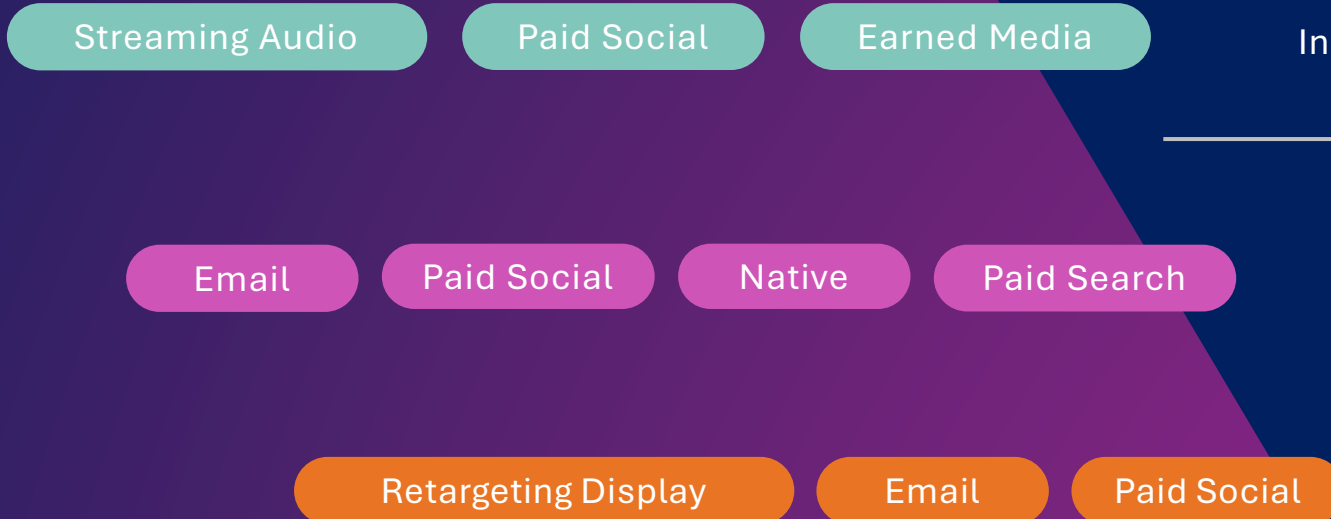 Streaming Audio Paid Social Earned Media In
Email Paid Social Native Paid Search
Retargeting Display Email Paid Social